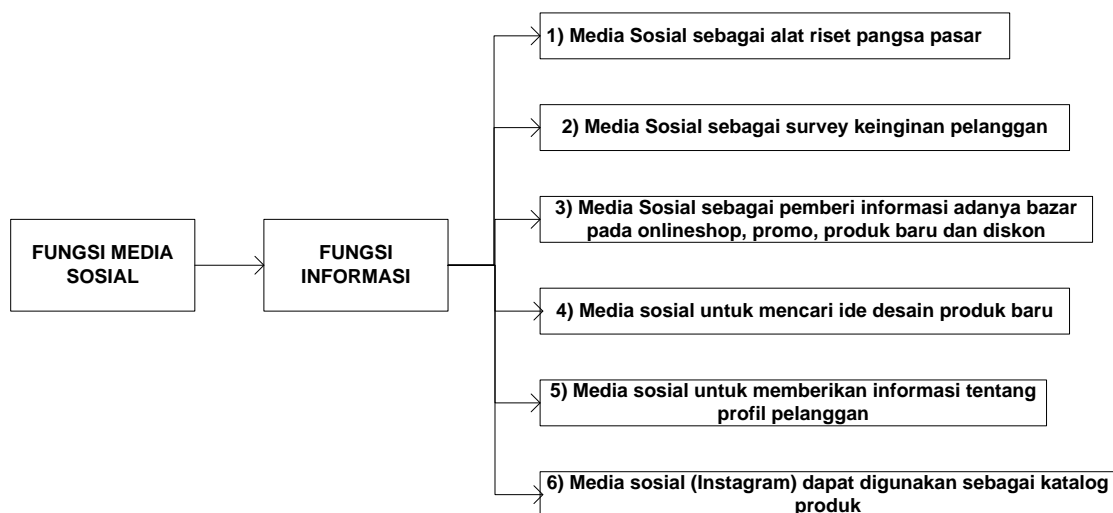 FUNGSI MEDIA
SOSIAL
FUNGSI
INFORMASI
1) Media Sosial sebagai alat riset pangsa pasar
2) Media Sosial sebagai survey keinginan pelanggan
3) Media Sosial sebagai pemberi informasi adanya bazar
pada onlineshop, promo, produk baru dan diskon
4) Media sosial untuk mencari ide desain produk baru
5) Media sosial untuk memberikan informasi tentang
profil pelanggan
6) Media sosial (Instagram) dapat digunakan sebagai katalog
produk